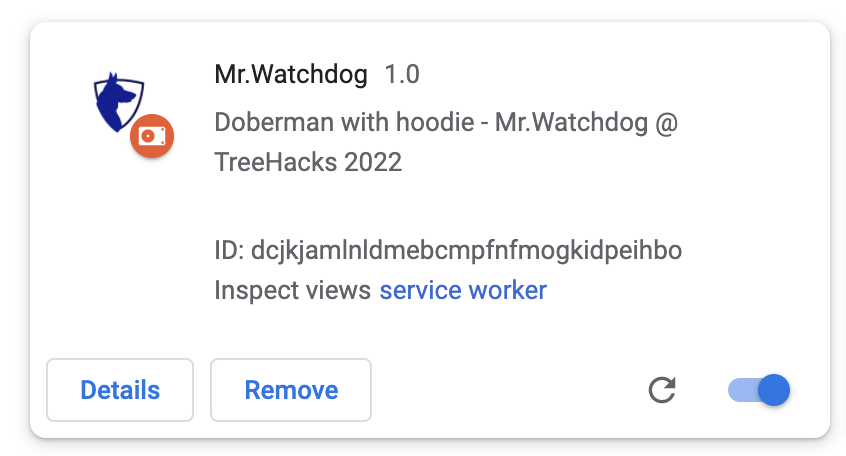 Mr.Watchdog 1.0
Doberman with hoodie - Mr.Watchdog @
TreeHacks 2022
ID: dcjkjamlnldmebcmpfnfmogkidpeihbo
Inspect views service worker
Details Remove